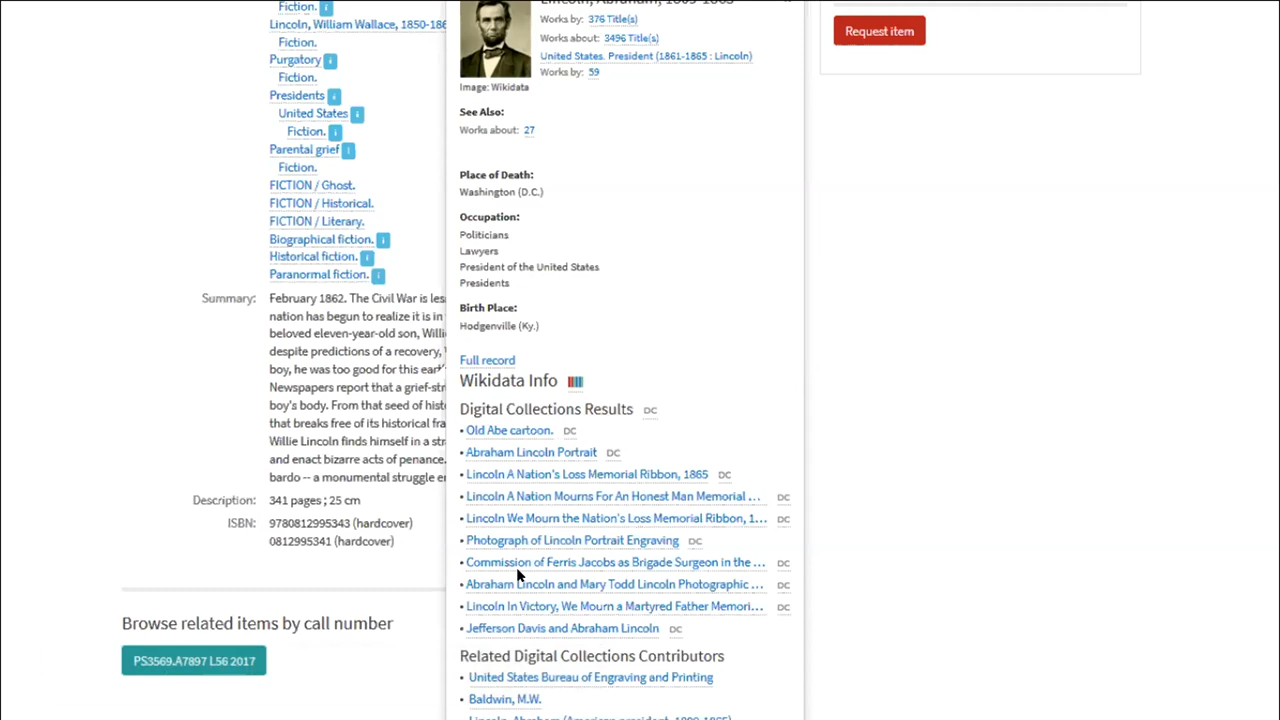 Fiction. i
Lincoln, William Wallace, 1850-186
Fiction.
Purgatory i
Fiction.
Presidents i
United States i
Fiction. i
Parental grief i
Fiction.
FICTION / Ghost.
FICTION / Historical.
FICTION / Literary.
Biographical fiction. i
Historical fiction. i
Paranormal fiction. i
Summary: February 1862. The Civil War is les
nation has begun to realize it is in
beloved eleven-year-old son, Willi
despite predictions of a recovery,
boy, he was too good for this eart
Newspapers report that a grief-str
boy's body. From that seed of hist
that breaks free of its historical fra
Willie Lincoln finds himself in a str
and enact bizarre acts of penance.
bardo -- a monumental struggle e
Description: 341 pages ; 25 cm
ISBN: 9780812995343 (hardcover)
0812995341 (hardcover)
Browse related items by call number
PS3569.A7897 L56 2017
Lincoln, Abraham, 1809-1865
Works by: 376 Title(s)
Works about: 3496 Title(s)
United States. President (1861-1865 : Lincoln)
Works by: 59
Image: Wikidata
See Also:
Works about: 27
Place of Death:
Washington (D.C.)
Occupation:
Politicians
Lawyers
President of the United States
Presidents
Birth Place:
Hodgenville (Ky.)
Full record
Wikidata Info
Digital Collections Results DC
• Old Abe cartoon. DC
• Abraham Lincoln Portrait DC
• Lincoln A Nation's Loss Memorial Ribbon, 1865 DC
• Lincoln A Nation Mourns For An Honest Man Memorial ... DC
• Lincoln We Mourn the Nation's Loss Memorial Ribbon, 1... DC
• Photograph of Lincoln Portrait Engraving DC
• Commission of Ferris Jacobs as Brigade Surgeon in the ... DC
• Abraham Lincoln and Mary Todd Lincoln Photographic ... DC
• Lincoln In Victory, We Mourn a Martyred Father Memori... DC
• Jefferson Davis and Abraham Lincoln DC
Related Digital Collections Contributors
• United States Bureau of Engraving and Printing
• Baldwin, M.W.
Lincoln, Abraham (American president, 1809-1865)
Request item